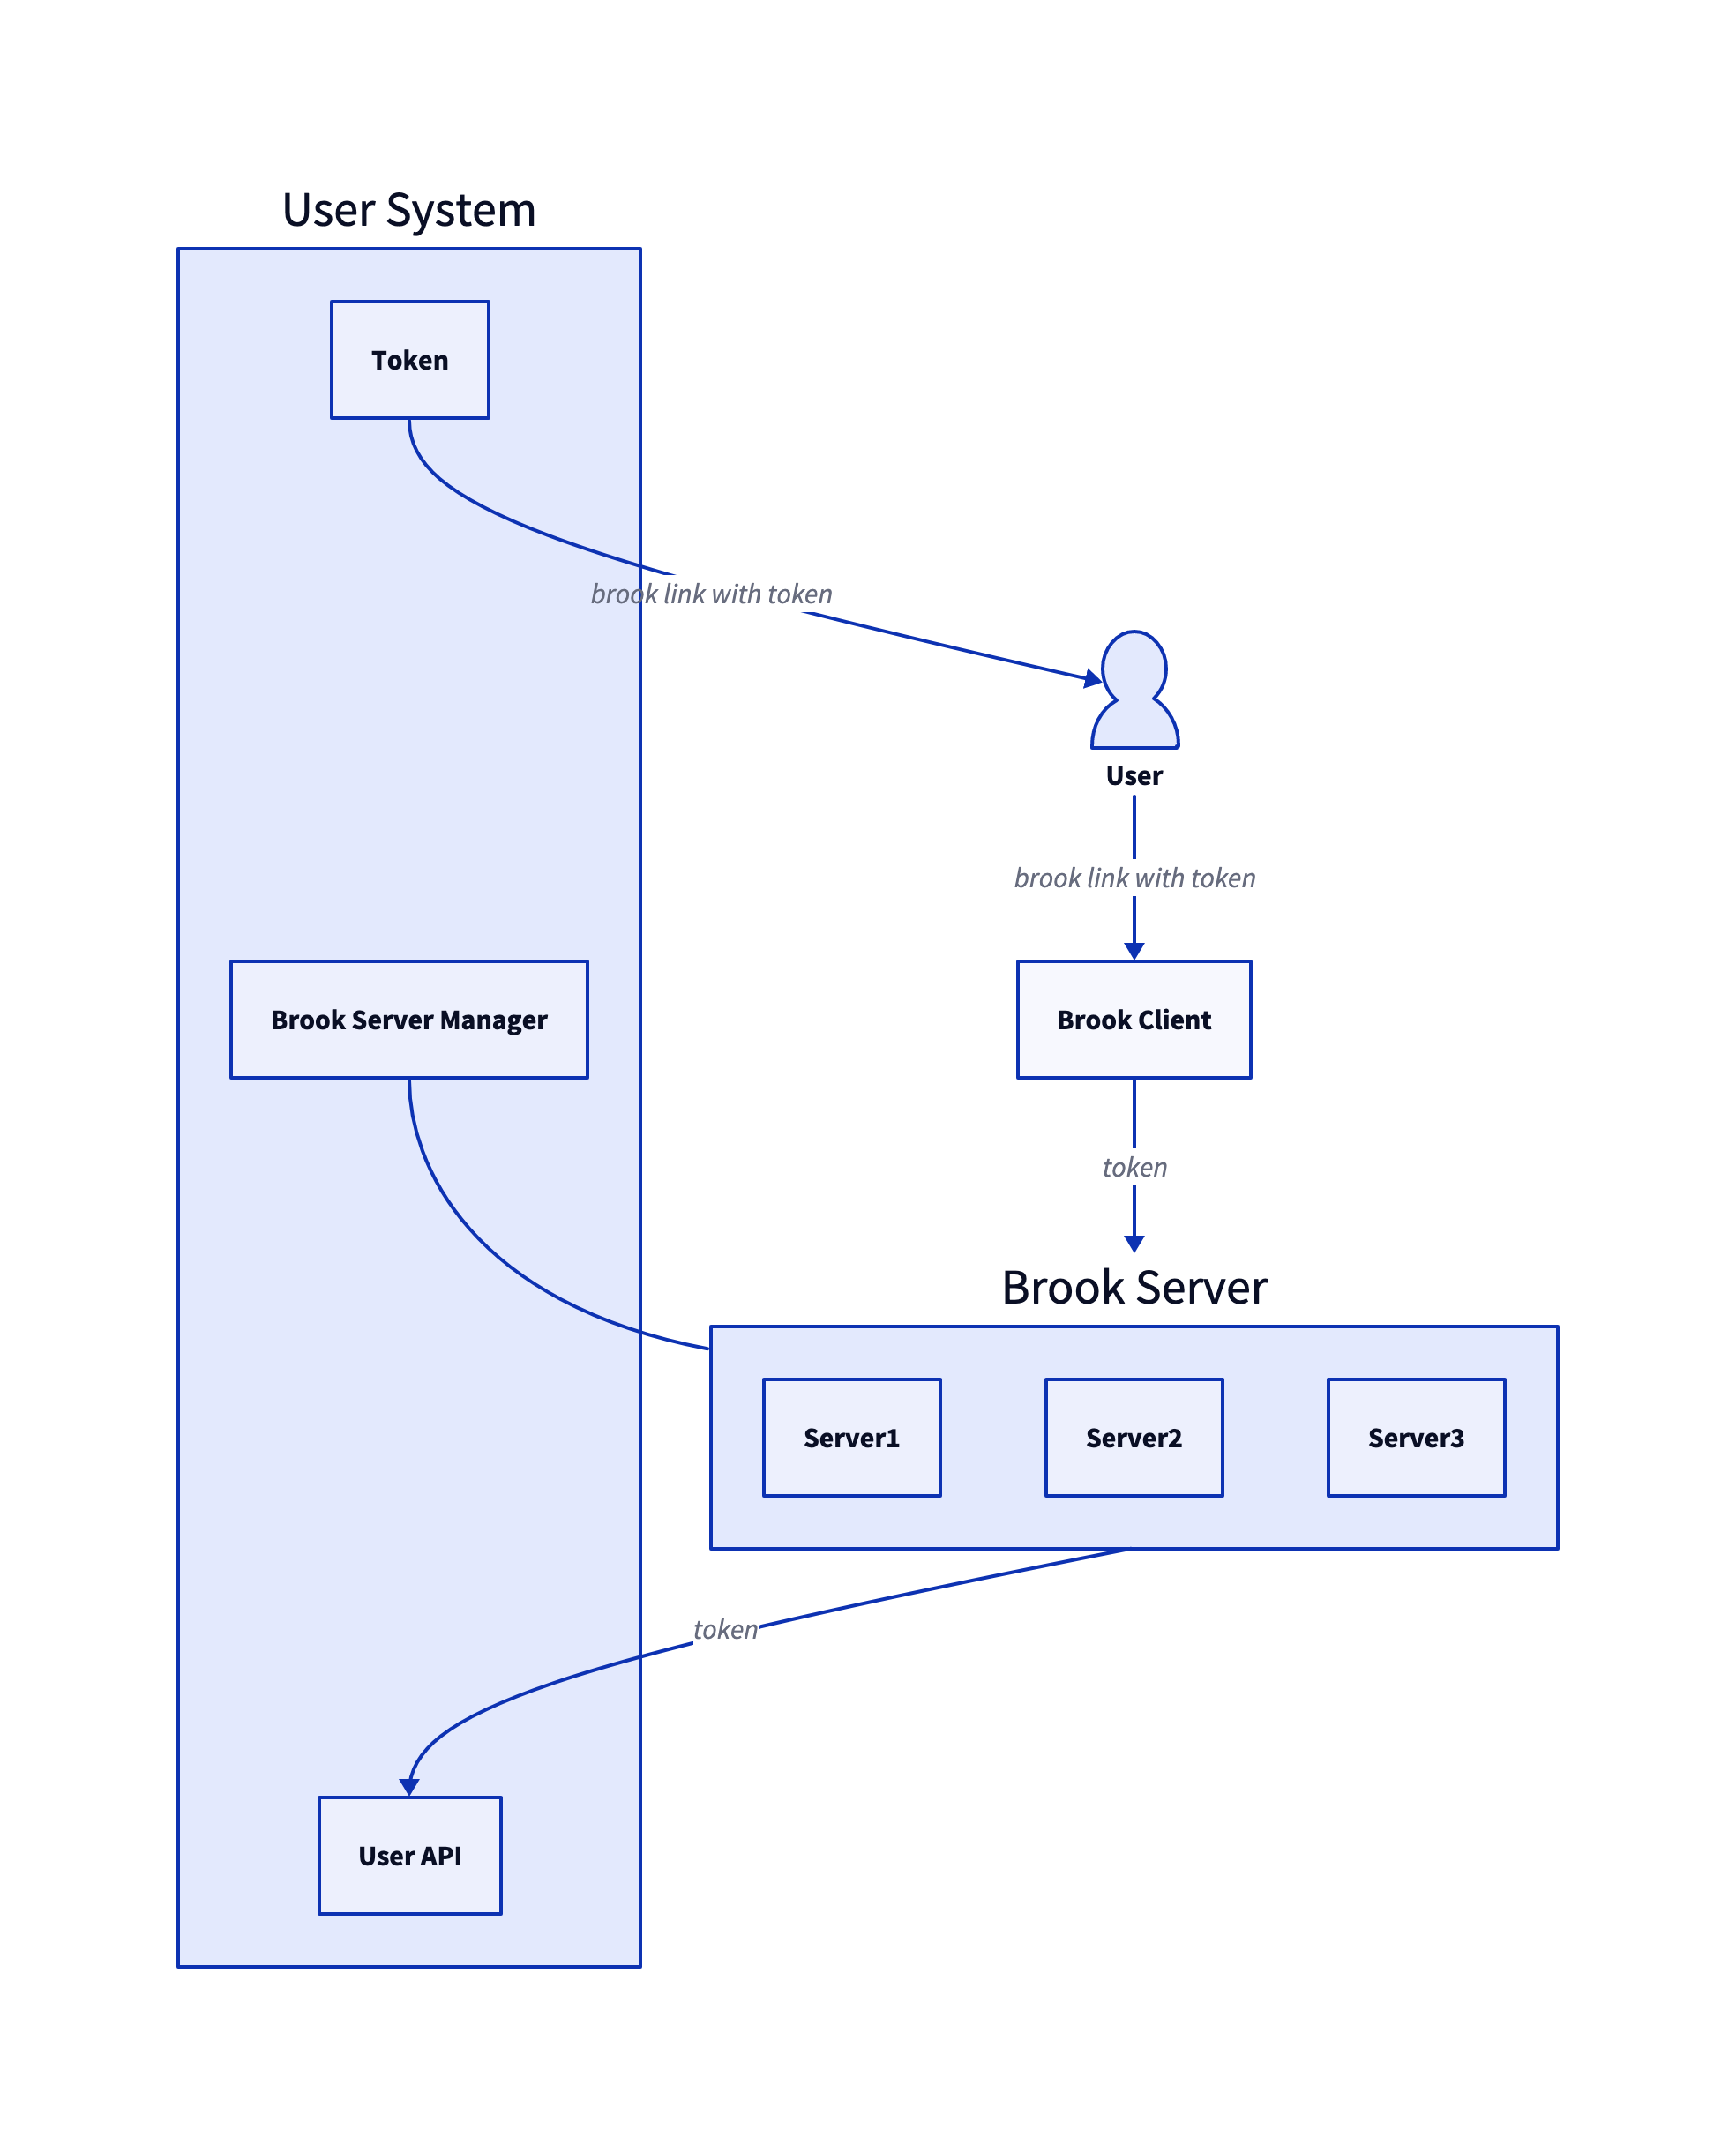 User System
Token
brook link with token
User
brook link with token
Brook Server Manager
Brook Client
token
Brook Server
Server1
Server2
Server3
token
User API